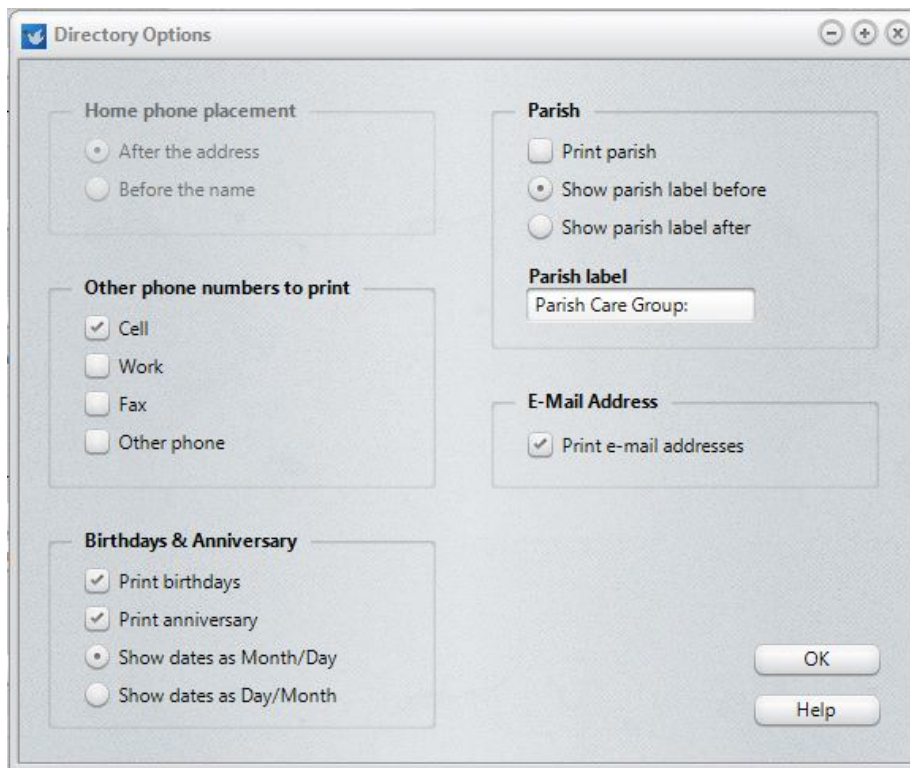 Directory Options
Home phone placement
After the address
Before the name
Other phone numbers to print
Cell
Work
Fax
Other phone
Birthdays & Anniversary
Print birthdays
Print anniversary
Show dates as Month/Day
Show dates as Day/Month
Parish
Print parish
Show parish label before
Show parish label after
Parish label
Parish Care Group:
E-Mail Address
Print e-mail addresses
OK
Help